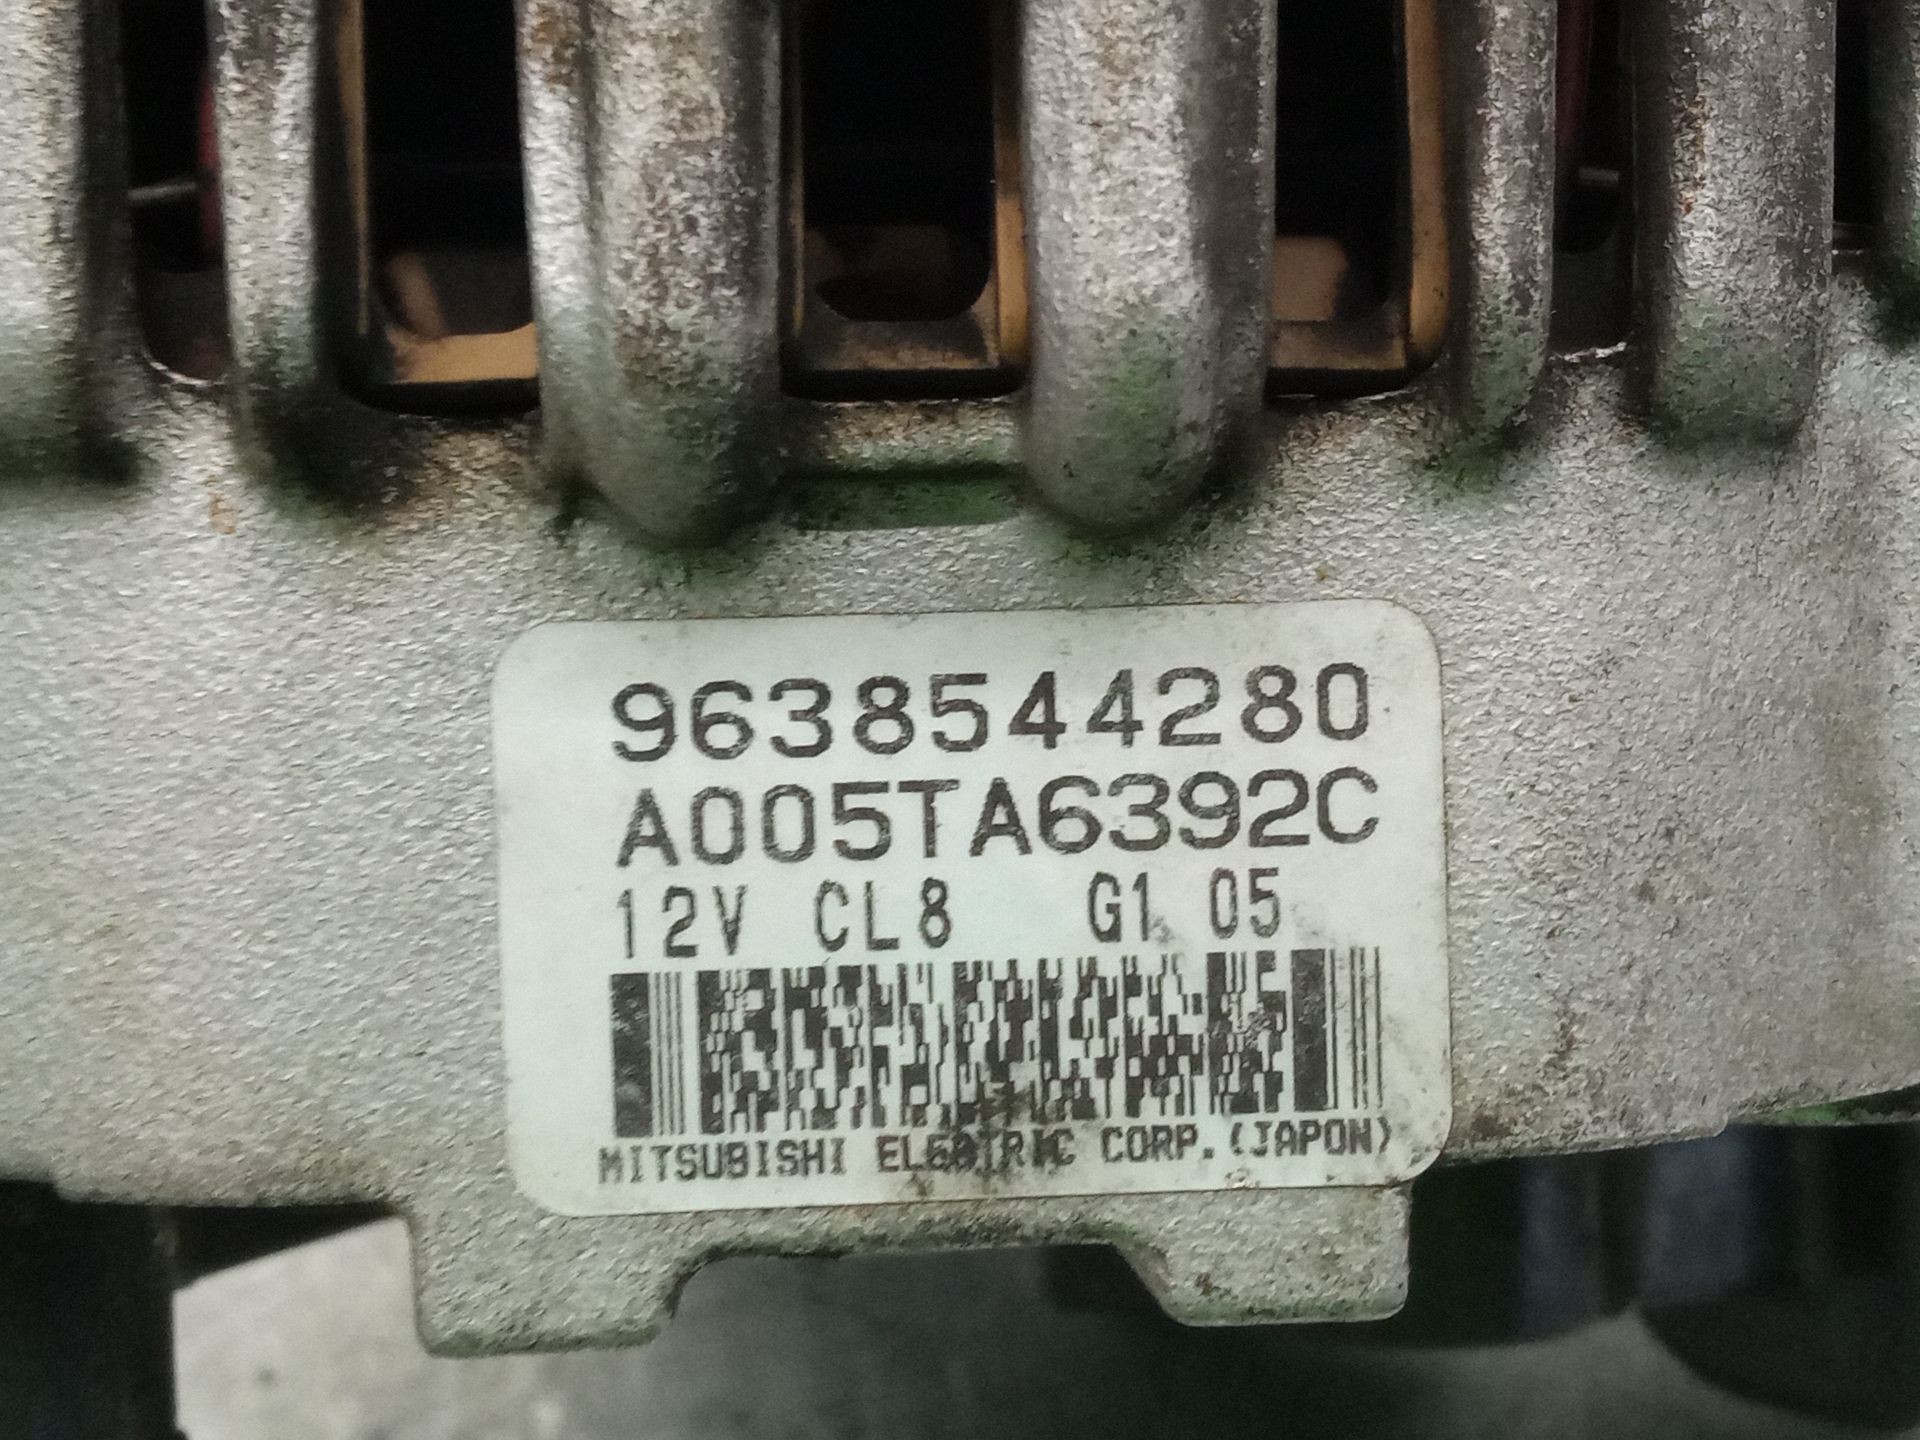 9638544280
A005TA6392C
12V CL8 G1 05
MITSUBISHI ELECTRIC CORP. (JAPON)